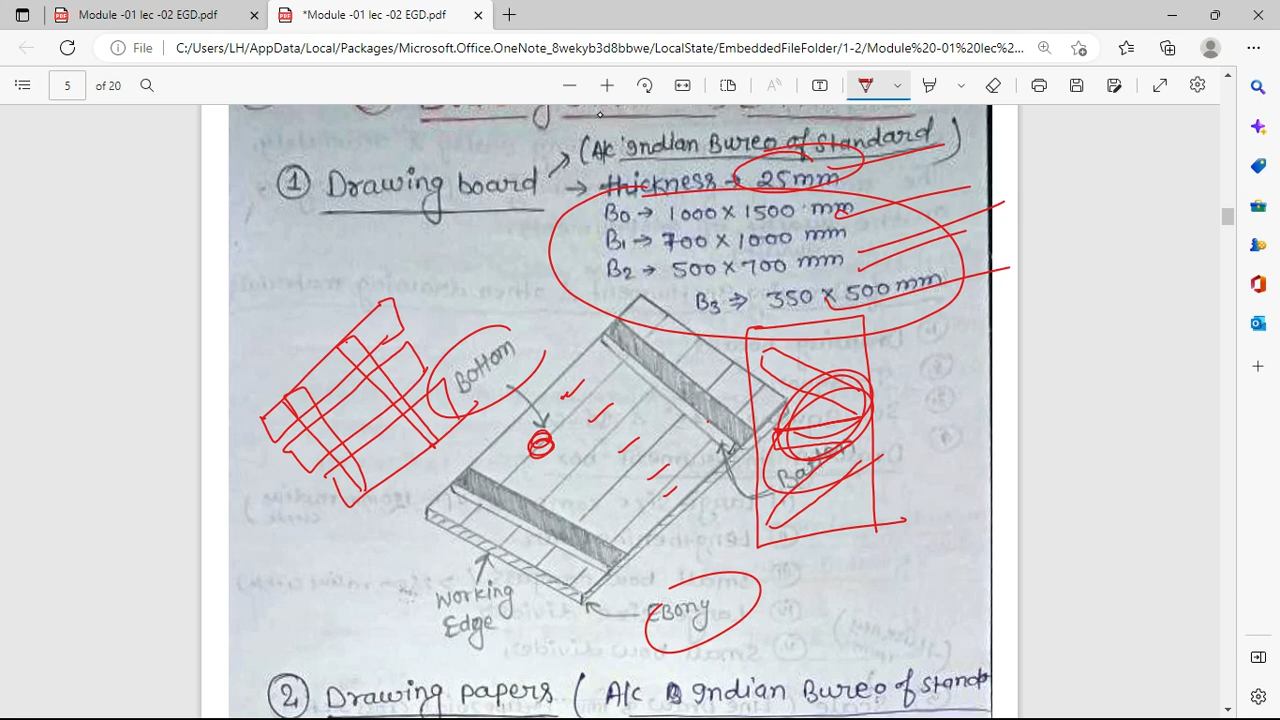 Module -01 lec -02 EGD.pdf
*Module -01 lec -02 EGD.pdf
File
C:/Users/LH/AppData/Local/Packages/Microsoft.Office.OneNote_8wekyb3d8bbwe/LocalState/EmbeddedFileFolder/1-2/Module%20-01%20lec%2...
5 of 20
(A/c Indian Bureo of Standard)
① Drawing board → thickness → 25mm
B0 → 1000 × 1500 mm
B1 → 700 × 1000 mm
B2 → 500 × 700 mm
B3 ⇒ 350 × 500 mm
Bottom
Working
Edge
Ebony
② Drawing papers ( A/c Indian Bureo of Stand